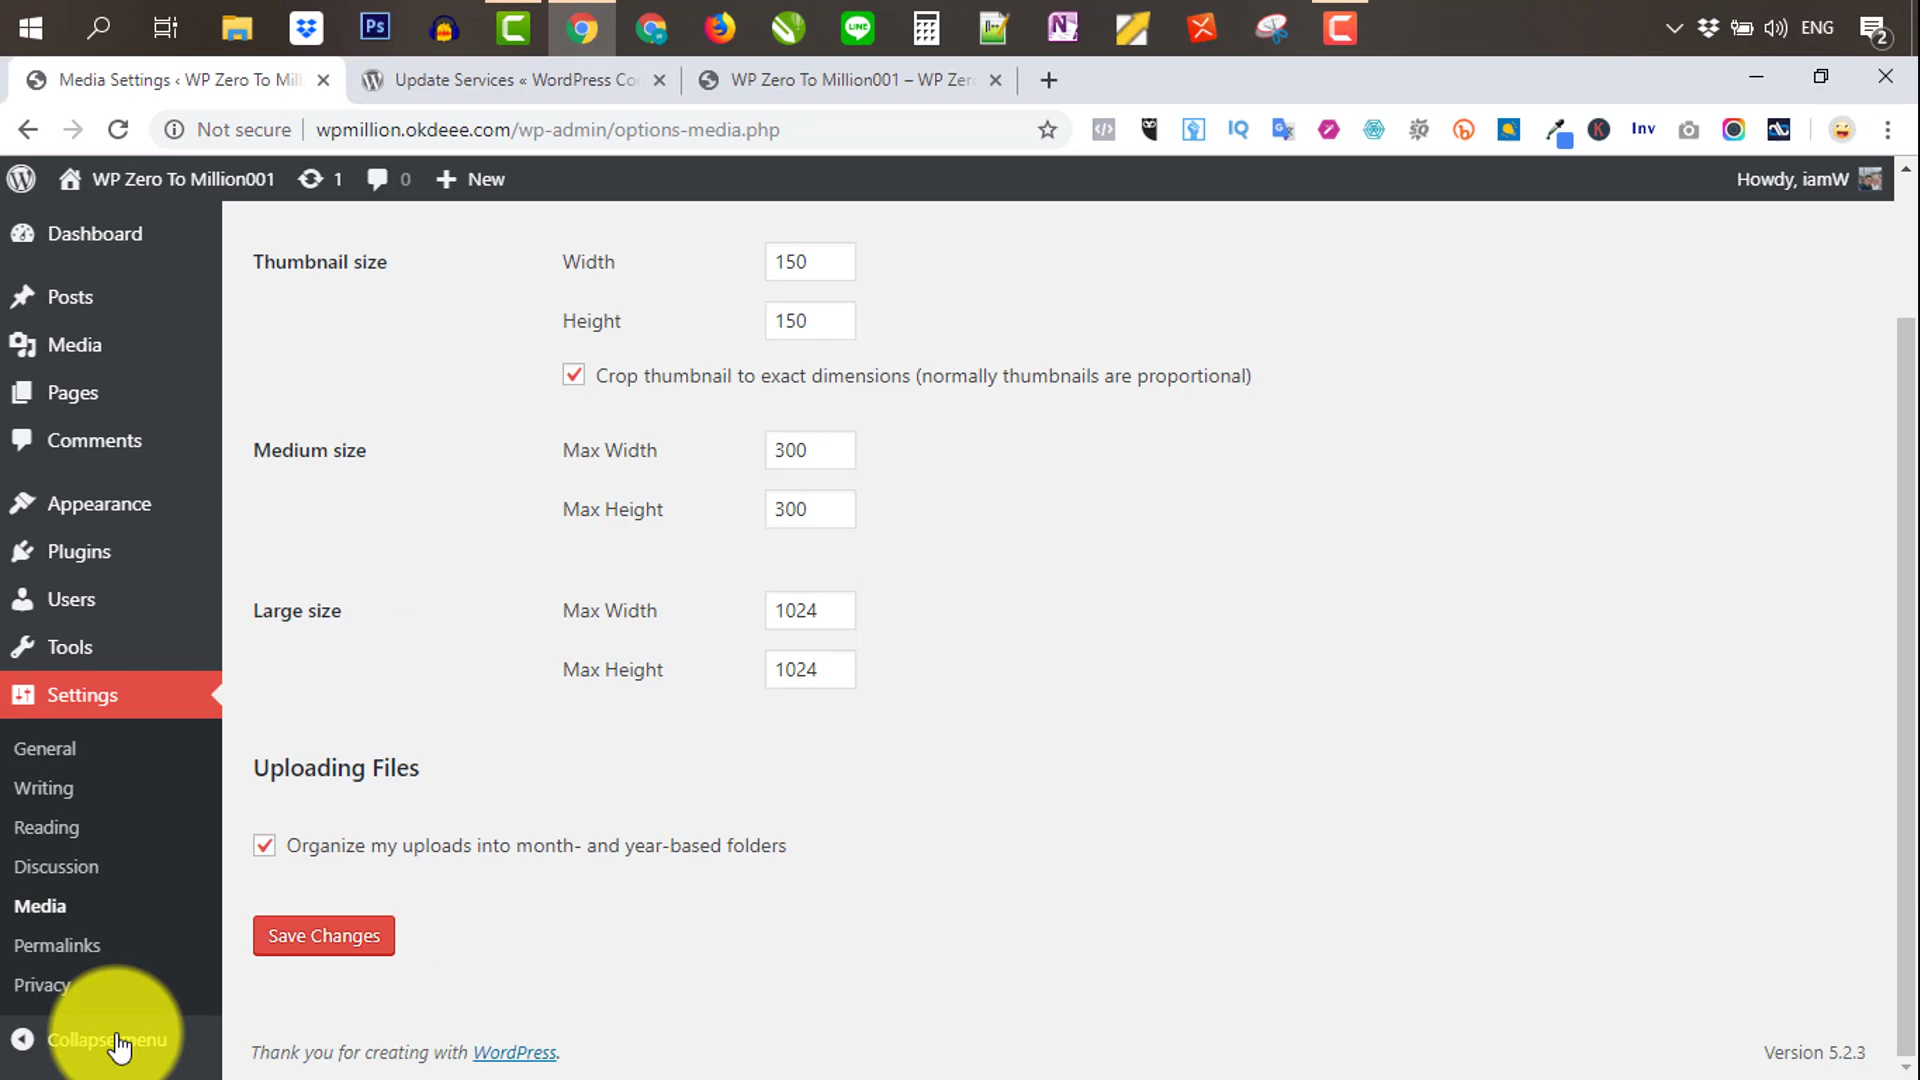 ENG
2
Media Settings ‹ WP Zero To Mill
Update Services « WordPress Co
WP Zero To Million001 – WP Zer
Not secure
wpmillion.okdeee.com/wp-admin/options-media.php
IQ
Inv
WP Zero To Million001
1
0
New
Howdy, iamW
Dashboard
Posts
Media
Pages
Comments
Appearance
Plugins
Users
Tools
Settings
General
Writing
Reading
Discussion
Media
Permalinks
Privacy
Collapse menu
Thumbnail size
Width
150
Height
150
Crop thumbnail to exact dimensions (normally thumbnails are proportional)
Medium size
Max Width
300
Max Height
300
Large size
Max Width
1024
Max Height
1024
Uploading Files
Organize my uploads into month- and year-based folders
Save Changes
Thank you for creating with WordPress.
Version 5.2.3